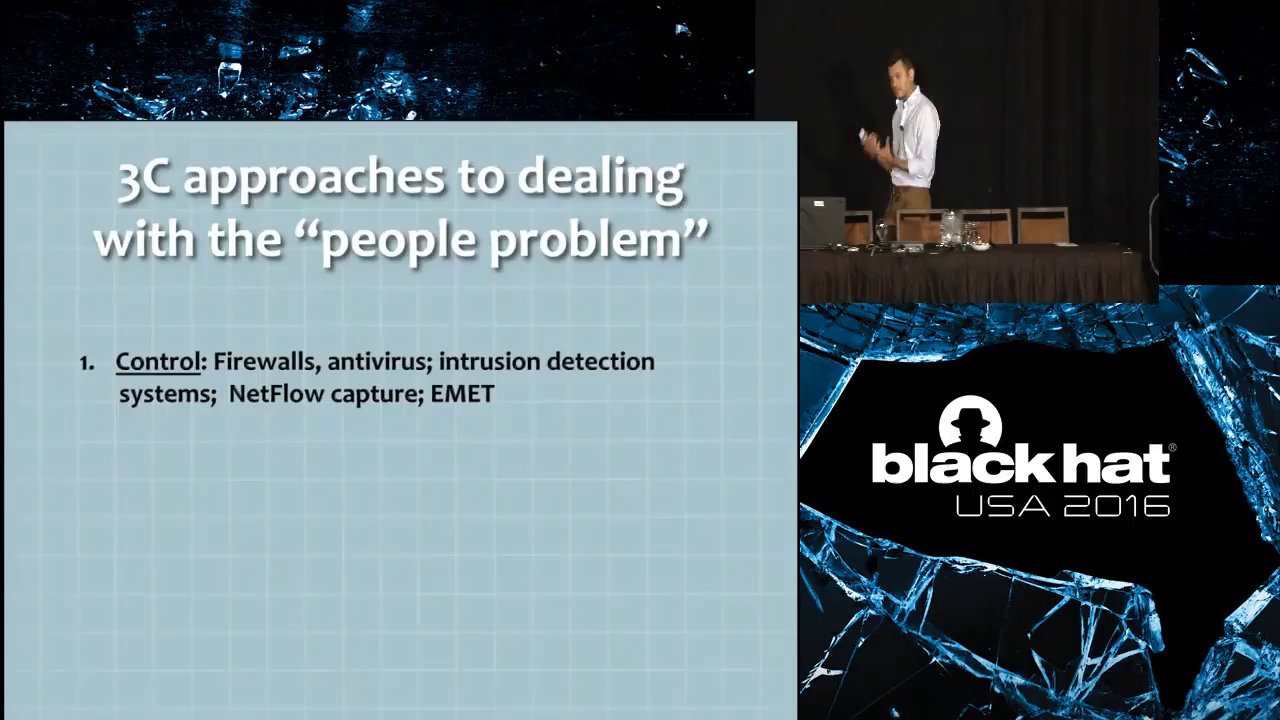 3C approaches to dealing
with the “people problem”
1. Control: Firewalls, antivirus; intrusion detection
systems; NetFlow capture; EMET
black hat®
USA 2016